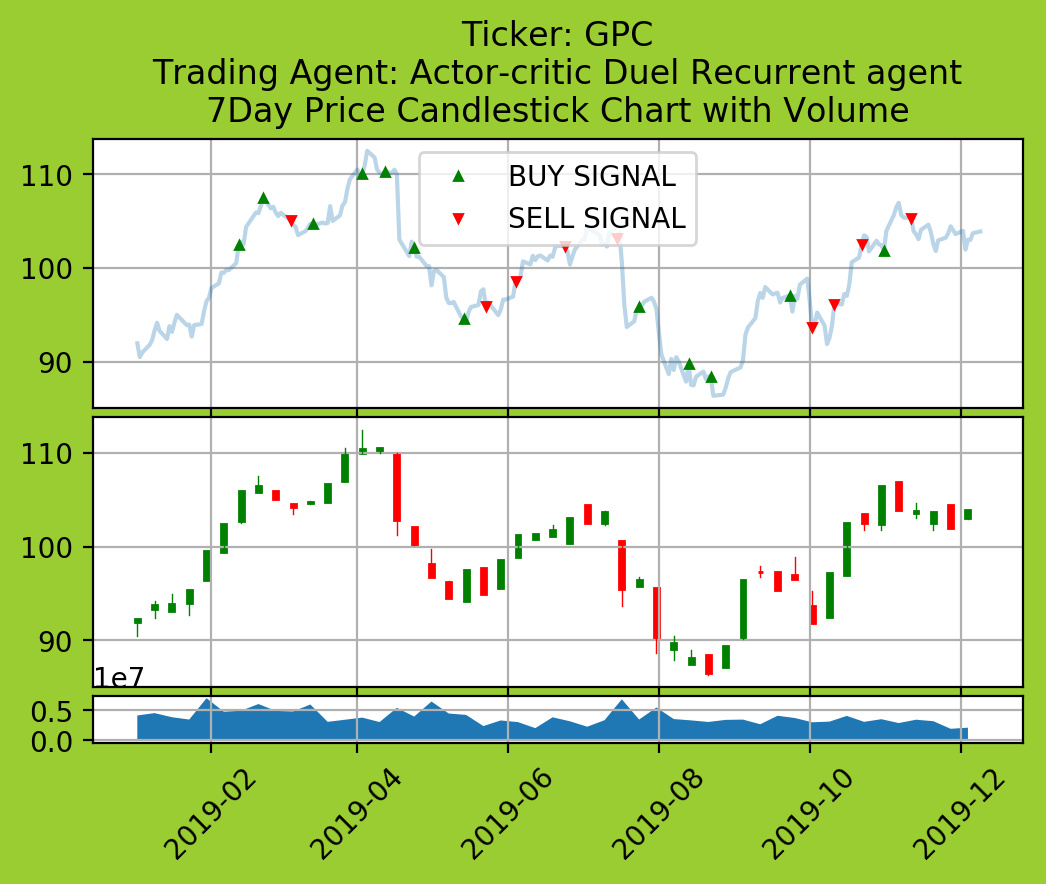 Ticker: GPC
Trading Agent: Actor-critic Duel Recurrent agent
7Day Price Candlestick Chart with Volume
BUY SIGNAL
SELL SIGNAL
110
100
90
110
100
90
1e7
0.5
0.0
2019-02
2019-04
2019-06
2019-08
2019-10
2019-12